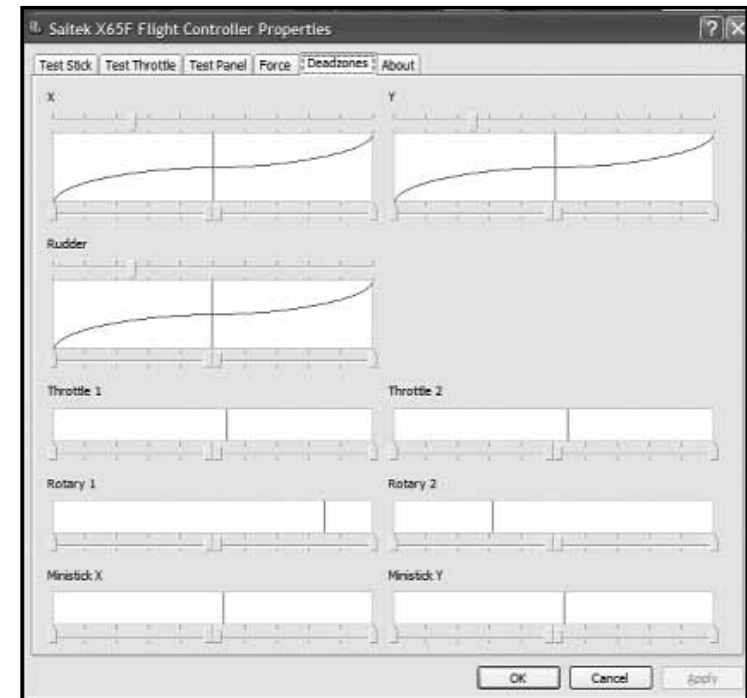 Saitek X65F Flight Controller Properties
Test Stick Test Throttle Test Panel Force Deadzones About
X Y
Rudder
Throttle 1 Throttle 2
Rotary 1 Rotary 2
Ministick X Ministick Y
OK Cancel Apply